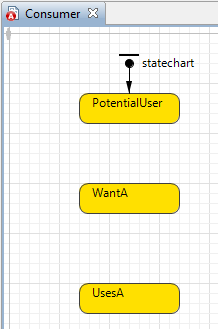 Consumer
statechart
PotentialUser
WantA
UsesA